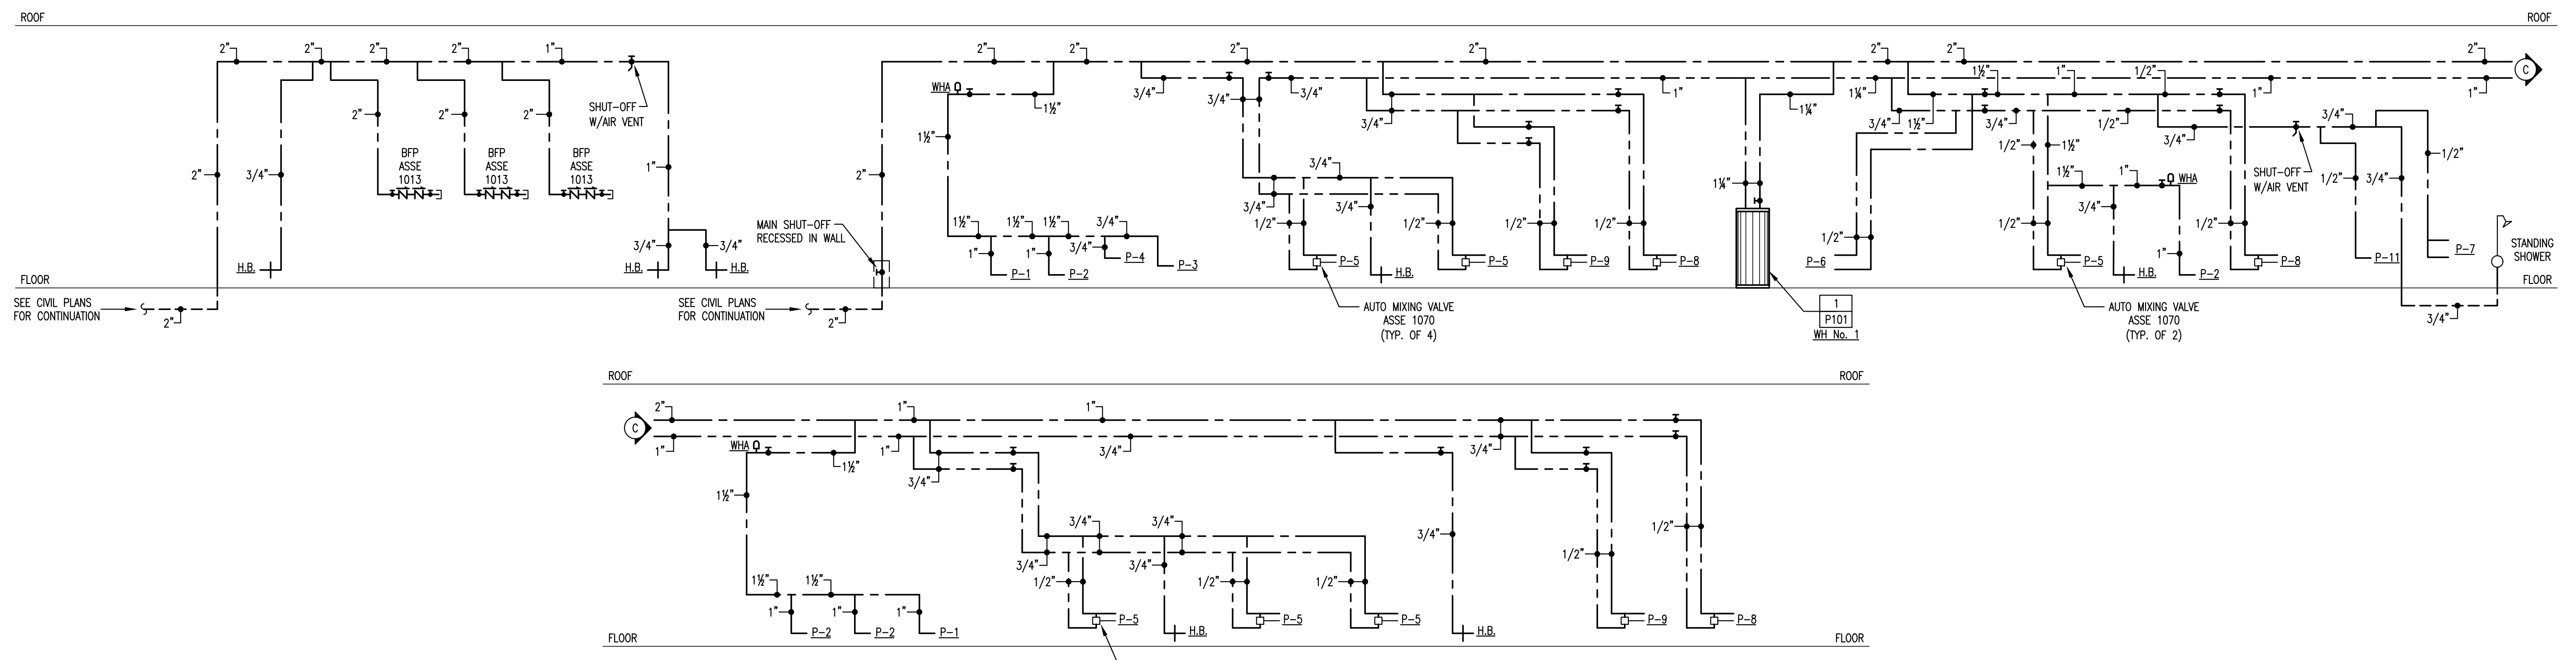 ROOF
ROOF
2"
2"
2"
2"
1"
SHUT-OFF
W/AIR VENT
2"
3/4"
2"
2"
2"
BFP
ASSE
1013
BFP
ASSE
1013
BFP
ASSE
1013
1"
3/4"
3/4"
H.B.
H.B.
H.B.
FLOOR
SEE CIVIL PLANS
FOR CONTINUATION
2"
2"
2"
2"
2"
2"
2"
2"
C
WHA
1½"
1½"
2"
MAIN SHUT-OFF
RECESSED IN WALL
SEE CIVIL PLANS
FOR CONTINUATION
2"
1½"
1½"
1½"
3/4"
1"
1"
3/4"
P-1
P-2
P-4
P-3
3/4"
3/4"
3/4"
3/4"
3/4"
3/4"
3/4"
1/2"
1/2"
1/2"
1/2"
P-5
H.B.
P-5
P-9
P-8
AUTO MIXING VALVE
ASSE 1070
(TYP. OF 4)
1"
1¼"
1¼"
1¼"
1
P101
WH No. 1
1½"
1"
1/2"
1"
1"
3/4"
1½"
3/4"
1/2"
3/4"
3/4"
1/2"
1½"
1½"
1"
WHA
3/4"
1/2"
1/2"
1/2"
1"
P-6
P-5
H.B.
P-2
P-8
SHUT-OFF
W/AIR VENT
1/2"
3/4"
1/2"
P-11
P-7
STANDING
SHOWER
FLOOR
AUTO MIXING VALVE
ASSE 1070
(TYP. OF 2)
3/4"
ROOF
ROOF
C
2"
1"
1"
1"
WHA
1½"
1"
3/4"
3/4"
3/4"
1½"
3/4"
3/4"
3/4"
3/4"
3/4"
1/2"
1/2"
1½"
1½"
1/2"
1/2"
1/2"
1"
1"
1"
P-2
P-2
P-1
P-5
H.B.
P-5
P-5
H.B.
P-9
P-8
FLOOR
FLOOR